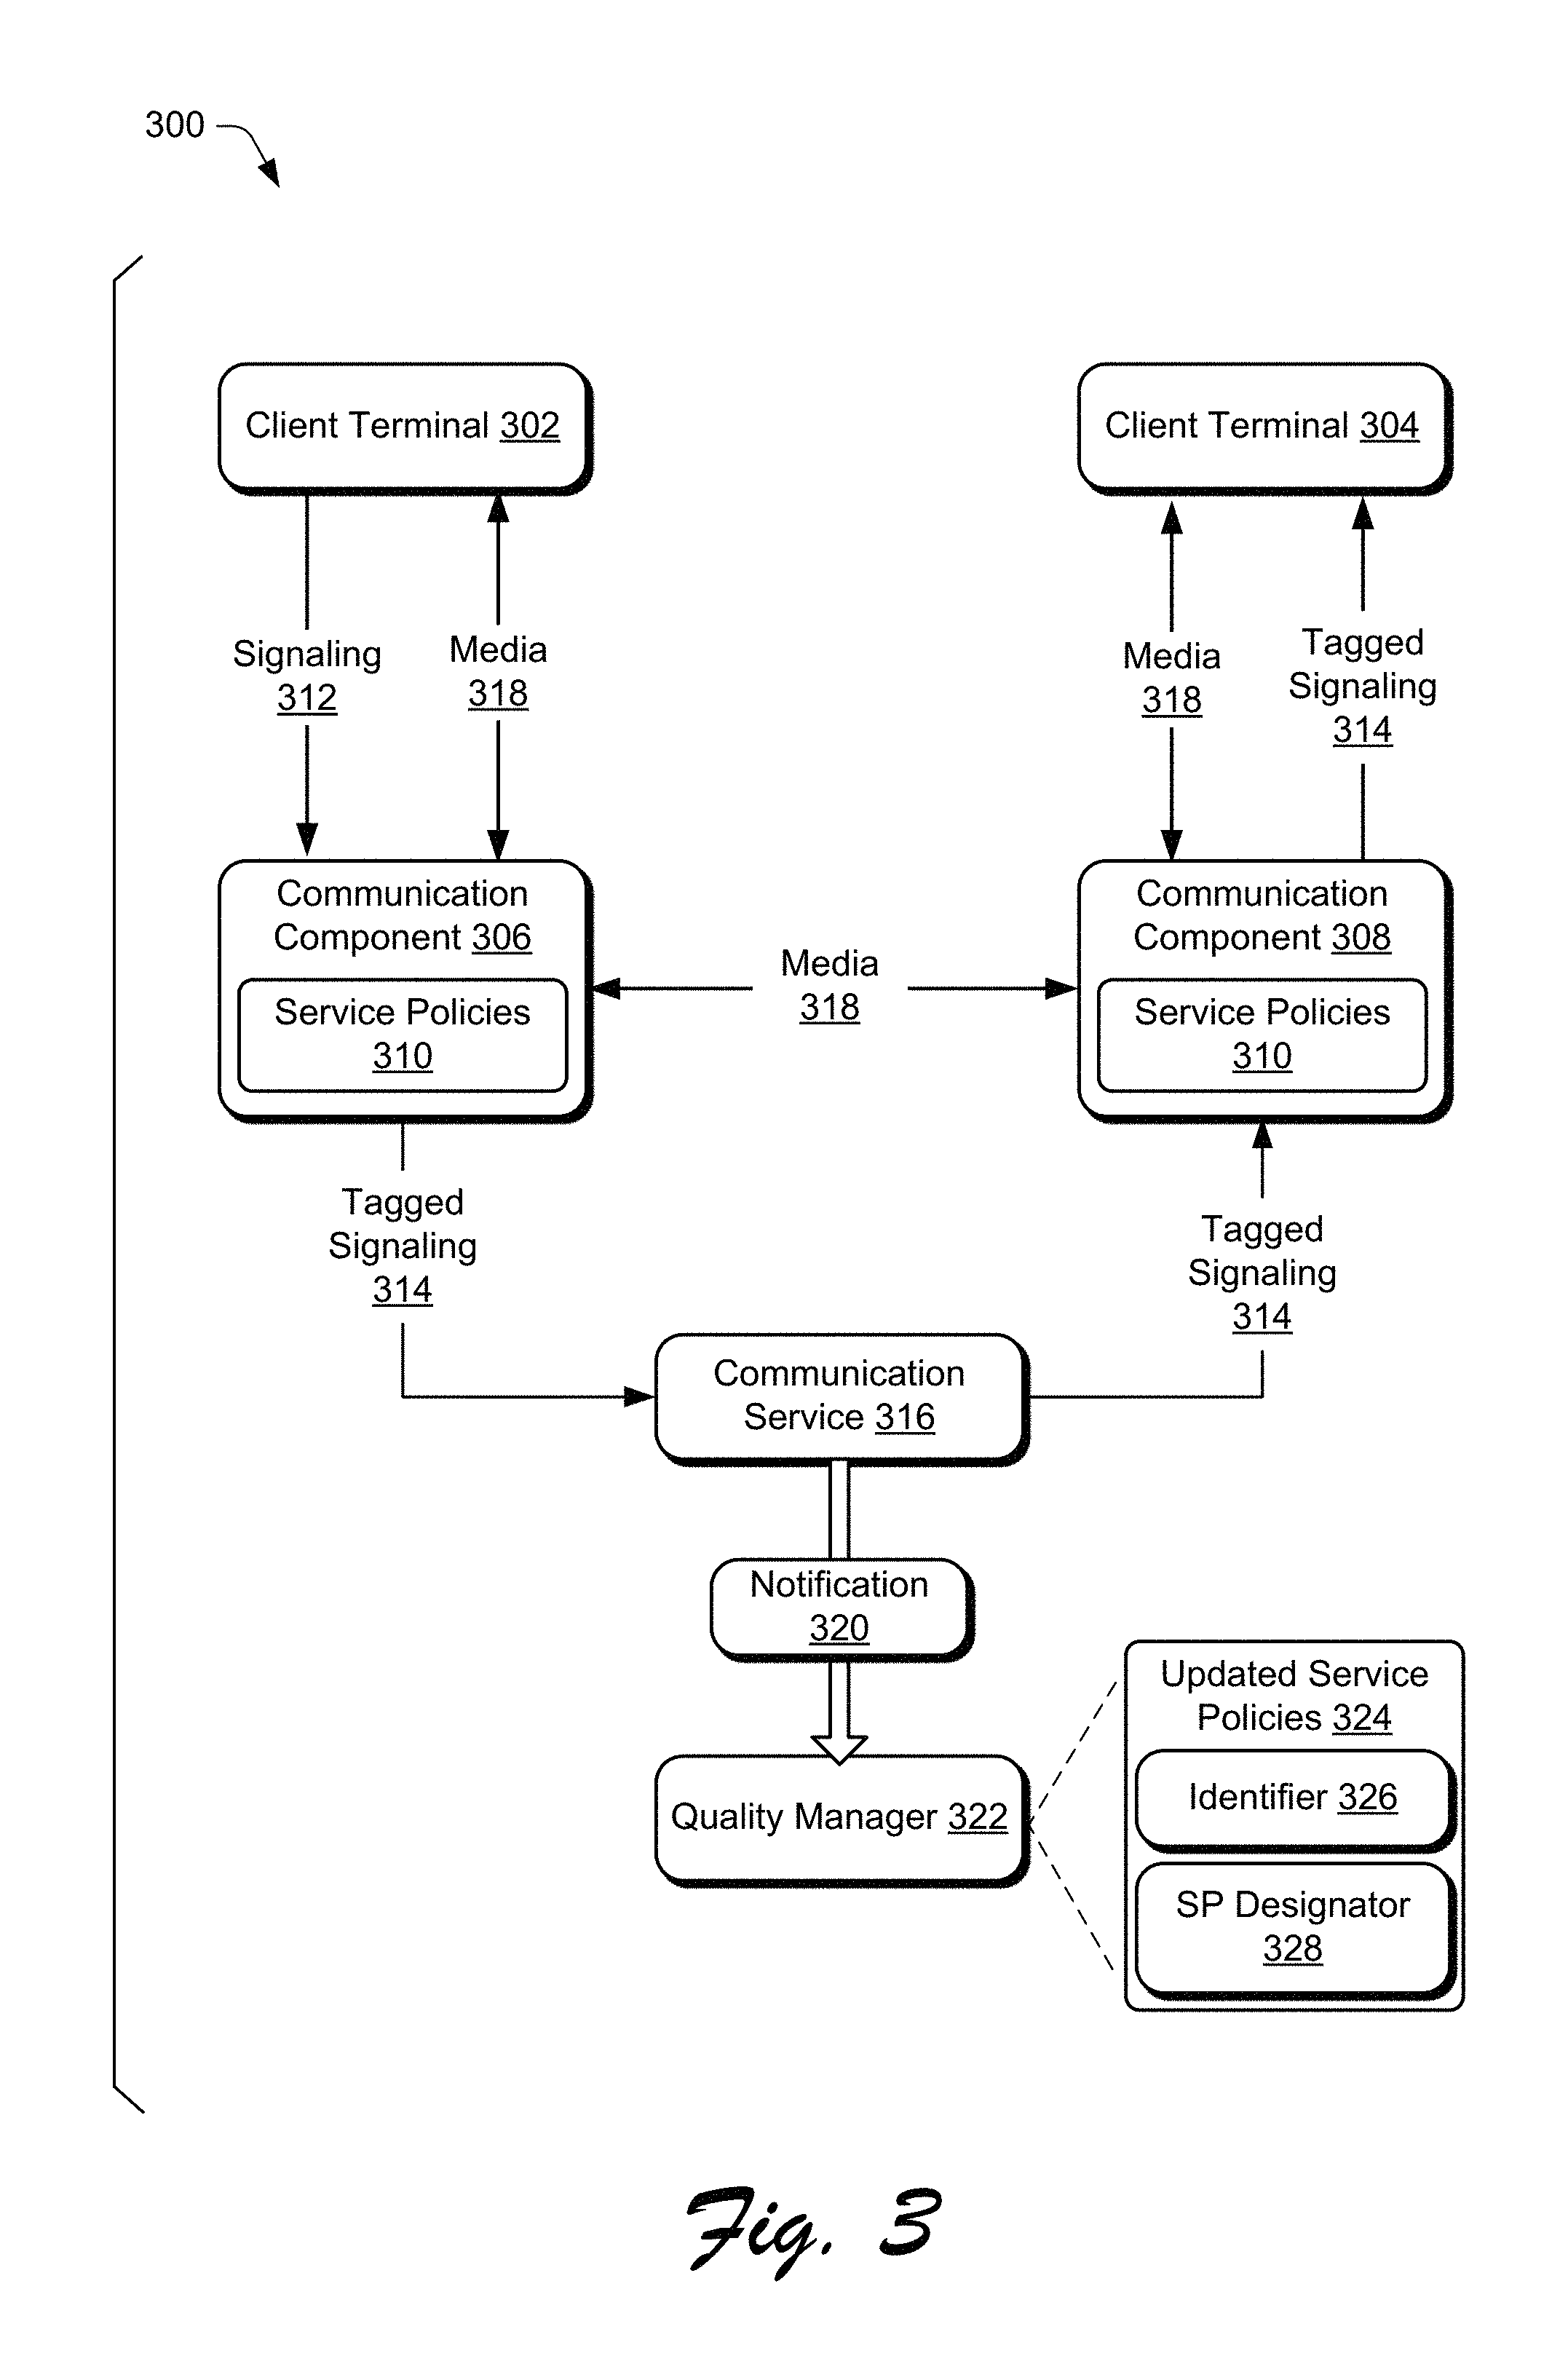 300
Client Terminal 302
Client Terminal 304
Signaling
312
Media
318
Media
318
Tagged
Signaling
314
Communication
Component 306
Service Policies
310
Media
318
Communication
Component 308
Service Policies
310
Tagged
Signaling
314
Tagged
Signaling
314
Communication
Service 316
Notification
320
Quality Manager 322
Updated Service
Policies 324
Identifier 326
SP Designator
328
Fig. 3